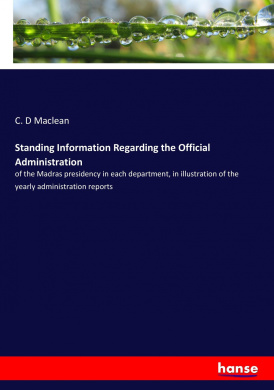 C. D Maclean
Standing Information Regarding the Official
Administration
of the Madras presidency in each department, in illustration of the
yearly administration reports
hanse